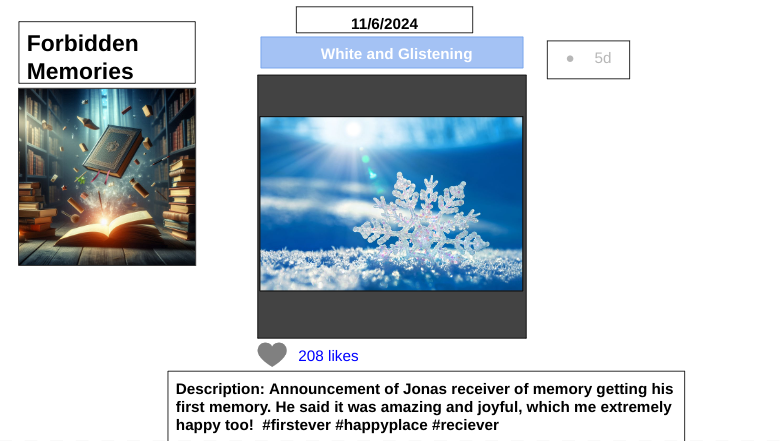 11/6/2024
Forbidden
Memories
White and Glistening
• 5d
208 likes
Description: Announcement of Jonas receiver of memory getting his
first memory. He said it was amazing and joyful, which me extremely
happy too! #firstever #happyplace #reciever